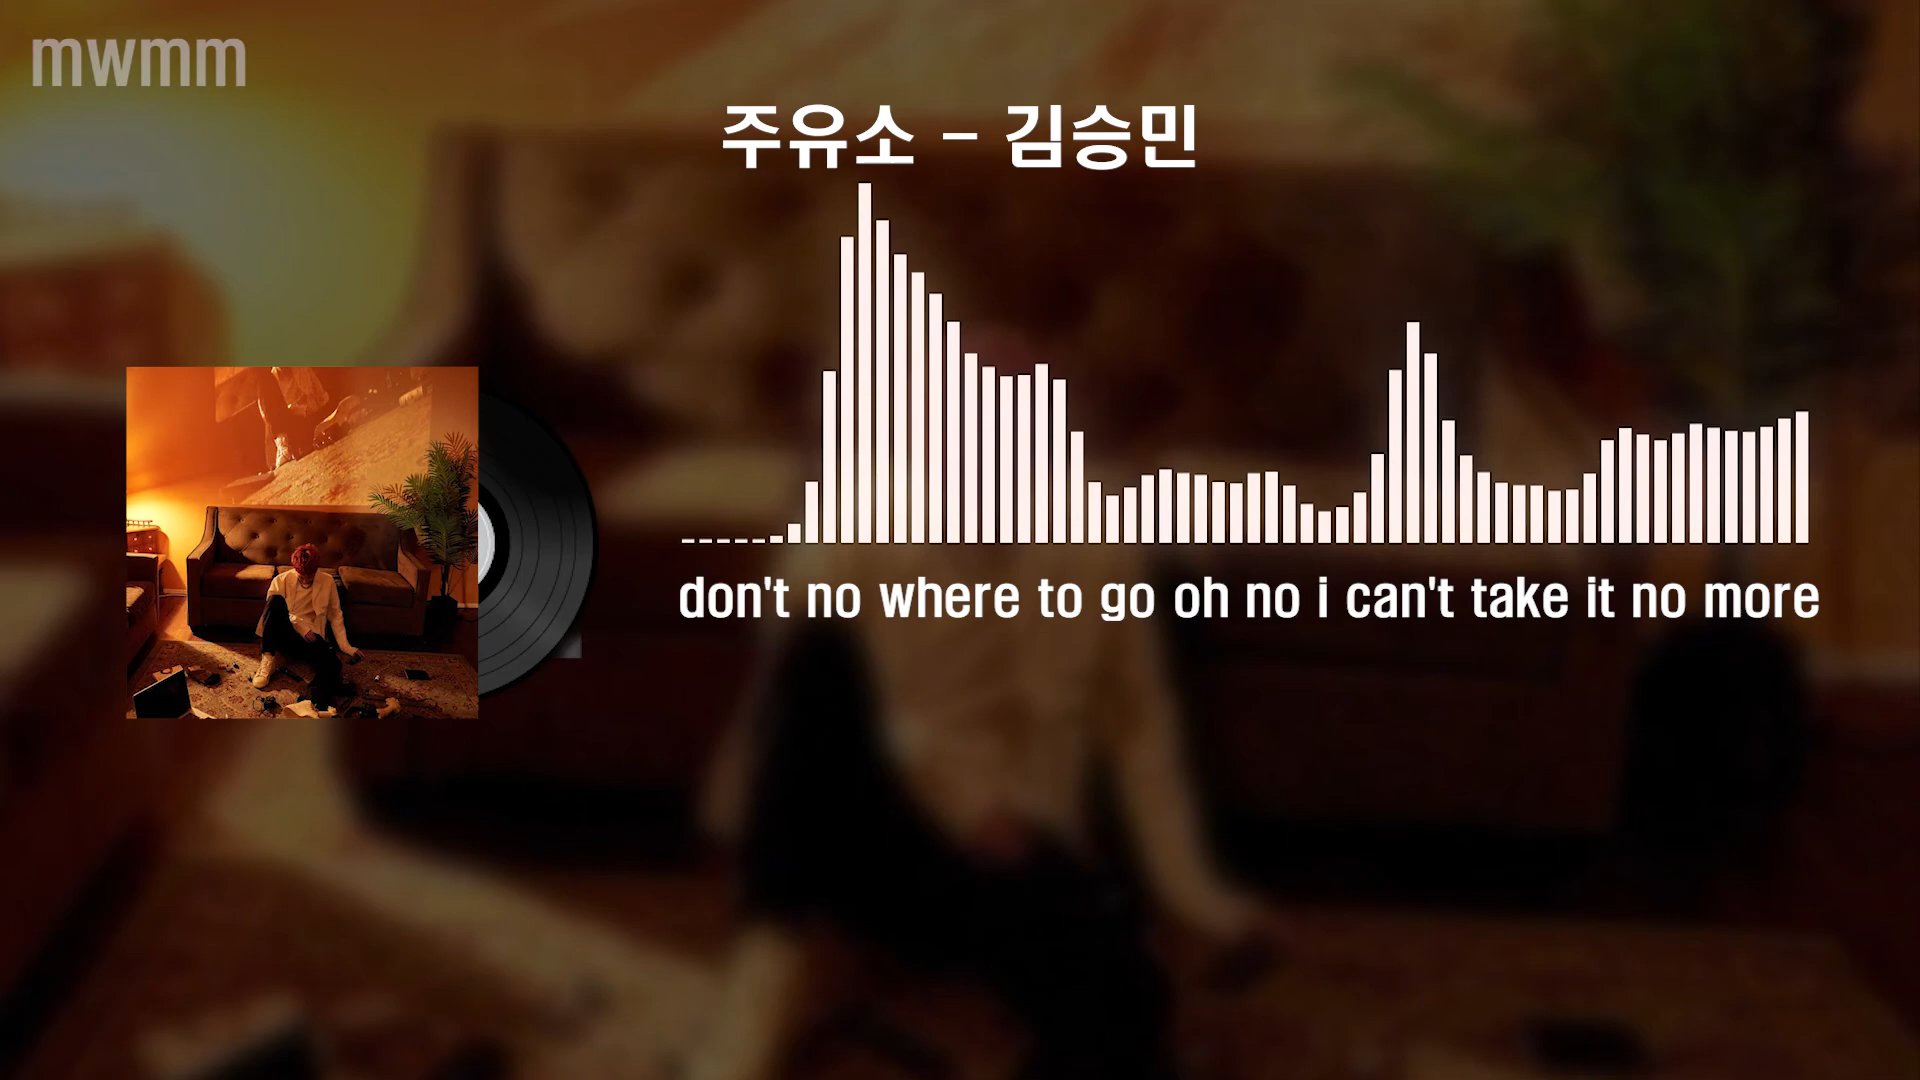 mwmm
주유소 - 김승민
don't no where to go oh no i can't take it no more